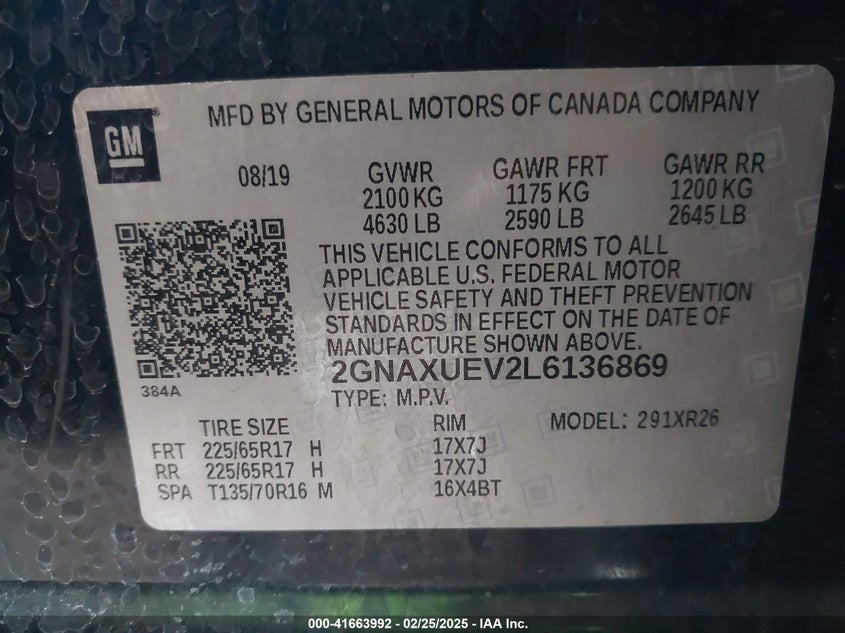 MFD BY GENERAL MOTORS OF CANADA COMPANY
GM
08/19 GVWR GAWR FRT GAWR RR
2100 KG 1175 KG 1200 KG
4630 LB 2590 LB 2645 LB
THIS VEHICLE CONFORMS TO ALL
APPLICABLE U.S. FEDERAL MOTOR
VEHICLE SAFETY AND THEFT PREVENTION
STANDARDS IN EFFECT ON THE DATE OF
MANUFACTURE SHOWN ABOVE.
2GNAXUEV2L6136869
384A
TYPE: M.P.V.
TIRE SIZE RIM MODEL: 291XR26
FRT 225/65R17 H 17X7J
RR 225/65R17 H 17X7J
SPA T135/70R16 M 16X4BT
000-41663992 - 02/25/2025 - IAAI.COM